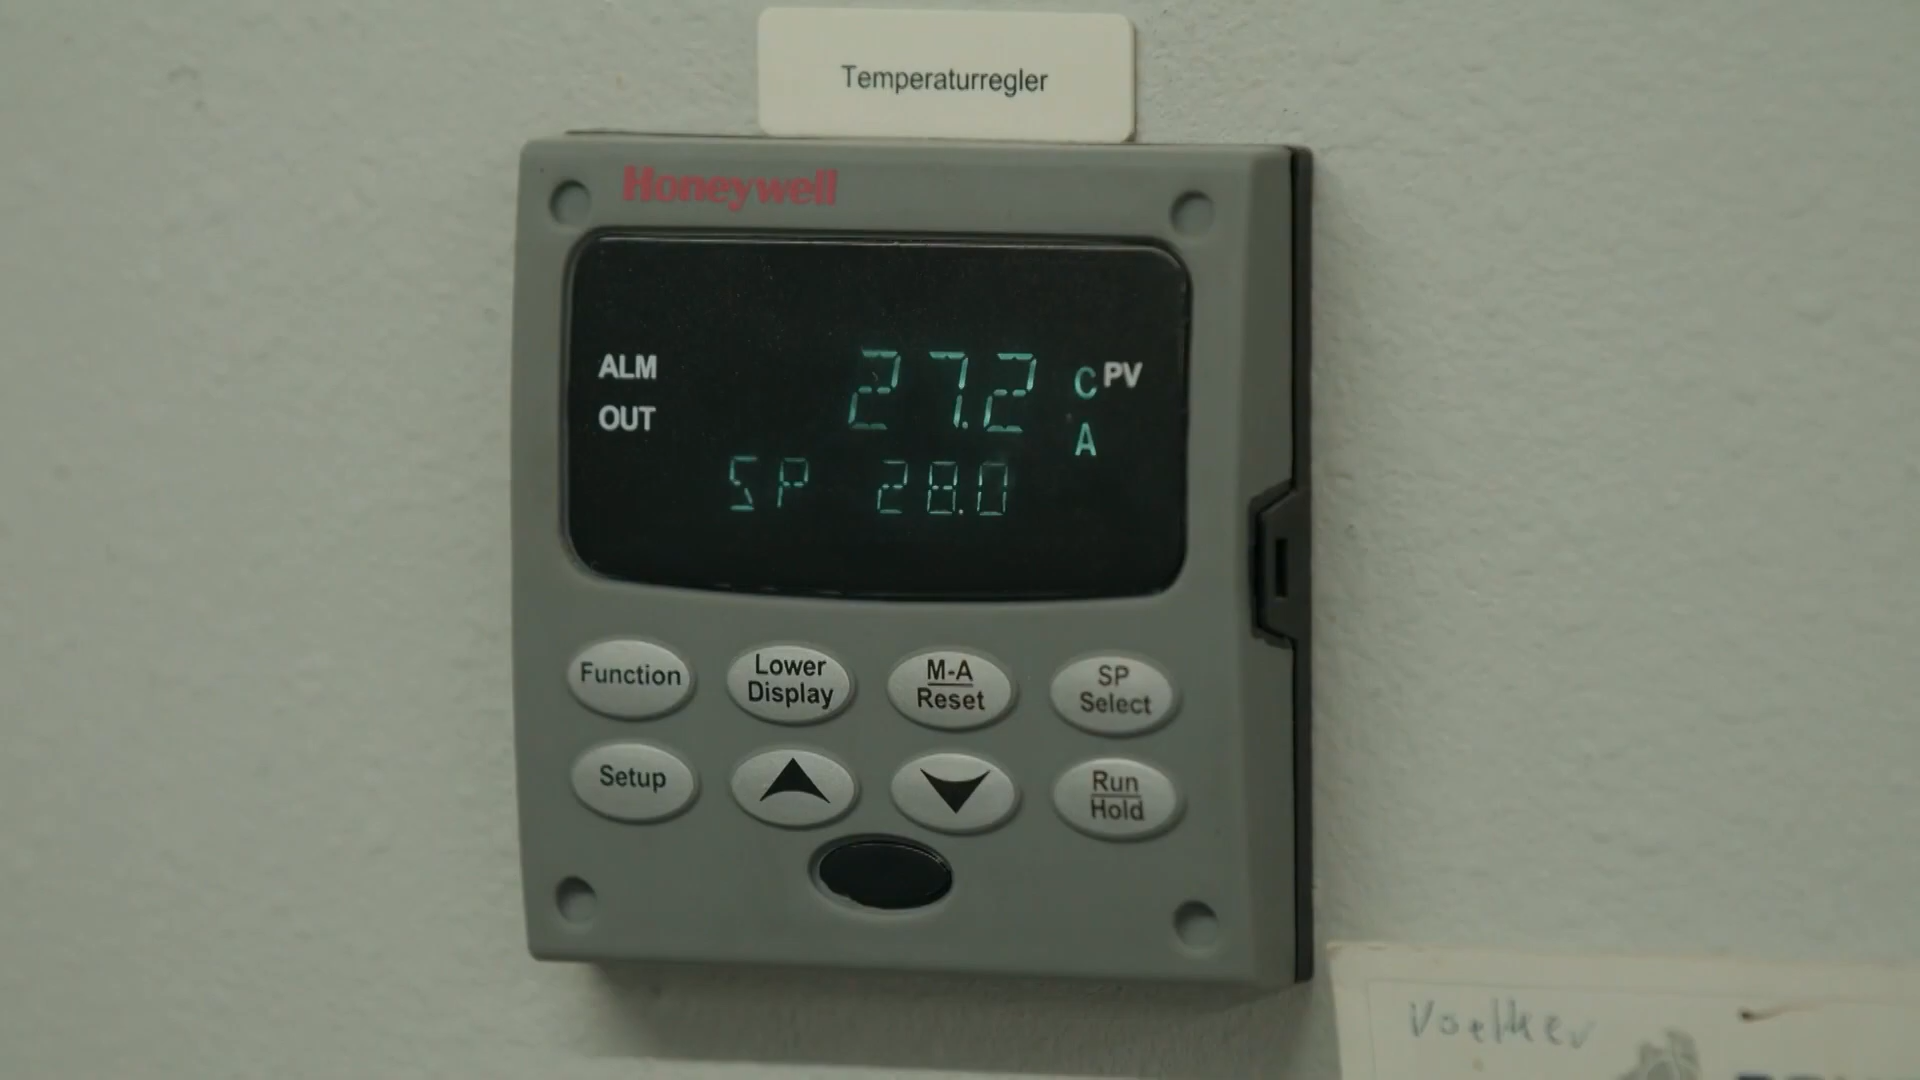 Temperaturregler
Honeywell
ALM 27.2 C PV
OUT A
SP 28.0
Function Lower Display M-A Reset SP Select
Setup Run Hold